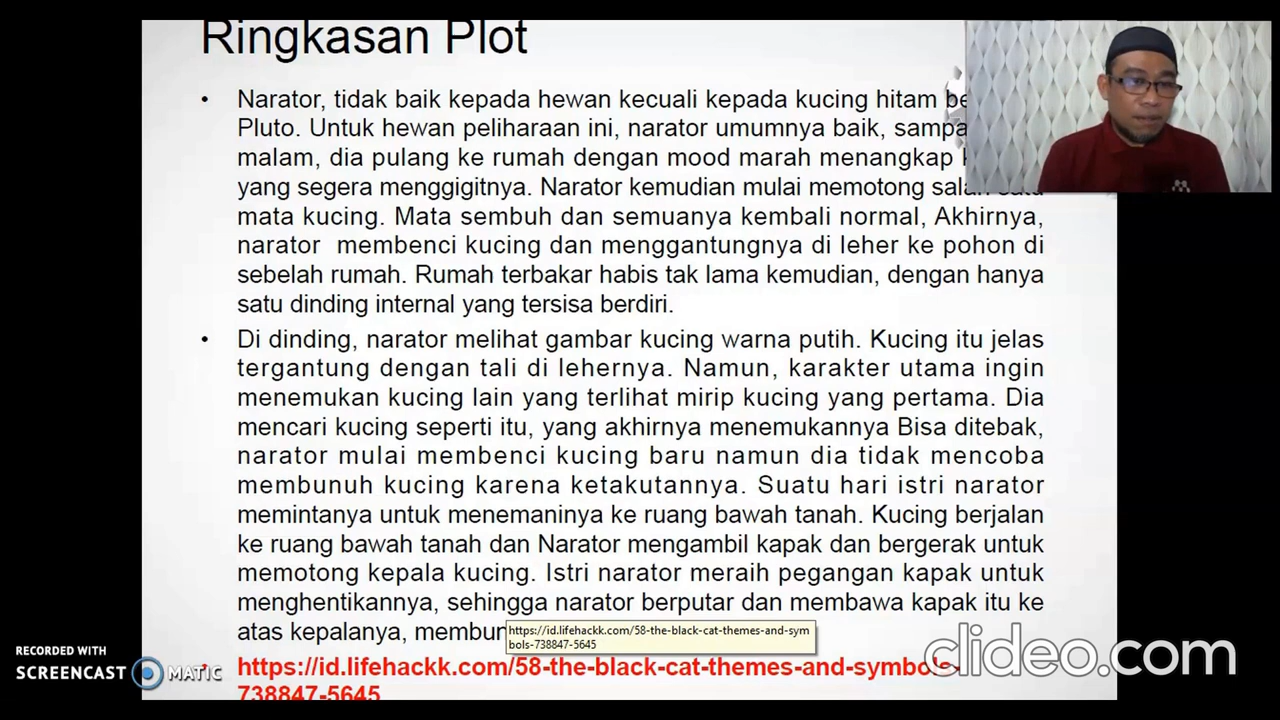 Ringkasan Plot
• Narator, tidak baik kepada hewan kecuali kepada kucing hitam
Pluto. Untuk hewan peliharaan ini, narator umumnya baik,
malam, dia pulang ke rumah dengan mood marah menangkap
yang segera menggigitnya. Narator kemudian mulai memotong
mata kucing. Mata sembuh dan semuanya kembali normal, Akhirnya,
narator membenci kucing dan menggantungnya di leher ke pohon di
sebelah rumah. Rumah terbakar habis tak lama kemudian, dengan hanya
satu dinding internal yang tersisa berdiri.
• Di dinding, narator melihat gambar kucing warna putih. Kucing itu jelas
tergantung dengan tali di lehernya. Namun, karakter utama ingin
menemukan kucing lain yang terlihat mirip kucing yang pertama. Dia
mencari kucing seperti itu, yang akhirnya menemukannya Bisa ditebak,
narator mulai membenci kucing baru namun dia tidak mencoba
membunuh kucing karena ketakutannya. Suatu hari istri narator
memintanya untuk menemaninya ke ruang bawah tanah. Kucing berjalan
ke ruang bawah tanah dan Narator mengambil kapak dan bergerak untuk
memotong kepala kucing. Istri narator meraih pegangan kapak untuk
menghentikannya, sehingga narator berputar dan membawa kapak itu ke
atas kepalanya,
https://id.lifehackk.com/58-the-black-cat-themes-and-sym
bols-738847-5645
• https://id.lifehackk.com/58-the-black-cat-themes-and-symbols-
738847-5645
RECORDED WITH
SCREENCAST MATIC
clideo.com